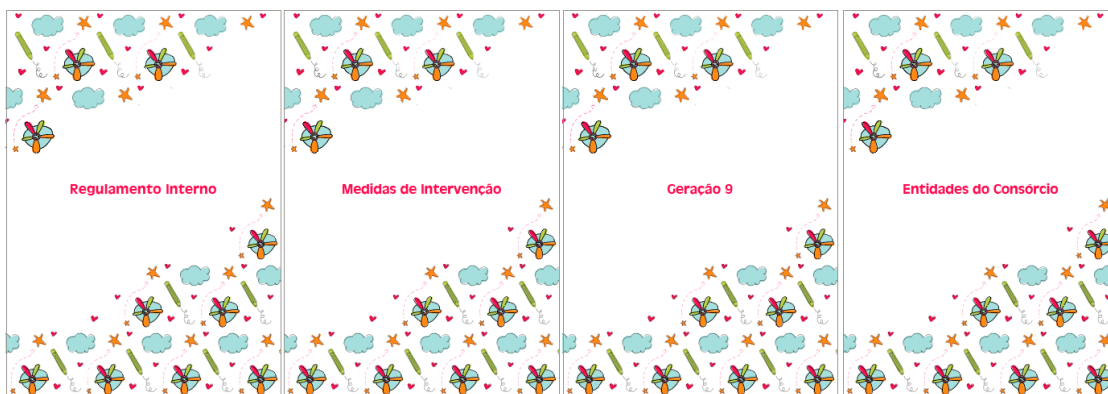 Regulamento Interno
Medidas de Intervenção
Geração 9
Entidades do Consórcio